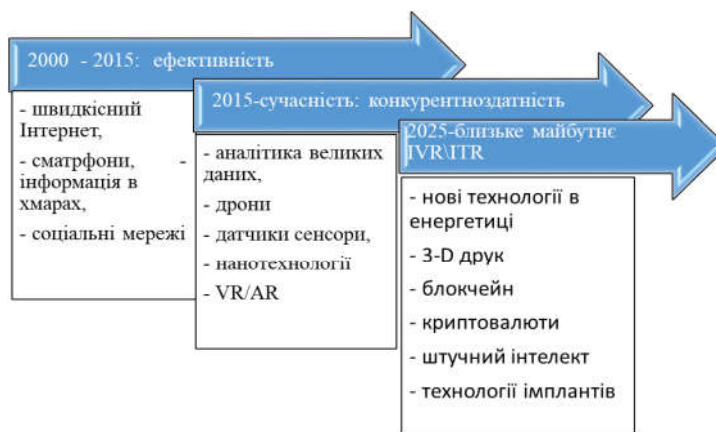 2000 - 2015: ефективність
- швидкісний
Інтернет,
- сматрфони, -
інформація в
хмарах,
- соціальні мережі
2015-сучасність: конкурентноздатність
- аналітика великих
даних,
- дрони
- датчики сенсори,
- нанотехнології
- VR/AR
2025-близьке майбутнє
IVR\ITR
- нові технології в
енергетиці
- 3-D друк
- блокчейн
- криптовалюти
- штучний інтелект
- технології імплантів